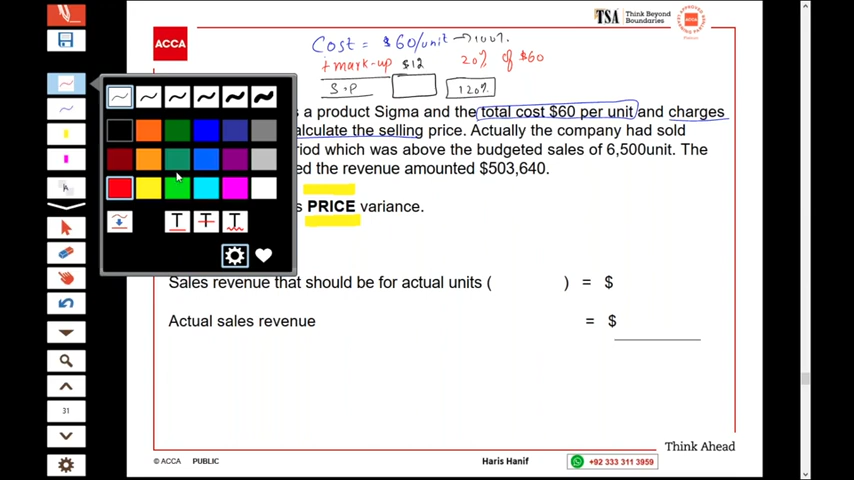 TSA Think Beyond Boundaries
ACCA
Cost = $60/unit → 100%
+ mark-up $12 20% of $60
S.P 120%
s a product Sigma and the total cost $60 per unit and charges
alculate the selling price. Actually the company had sold
riod which was above the budgeted sales of 6,500unit. The
ed the revenue amounted $503,640.
s PRICE variance.
Sales revenue that should be for actual units ( ) = $
Actual sales revenue = $
31
Think Ahead
© ACCA PUBLIC
Haris Hanif
+92 333 311 3959